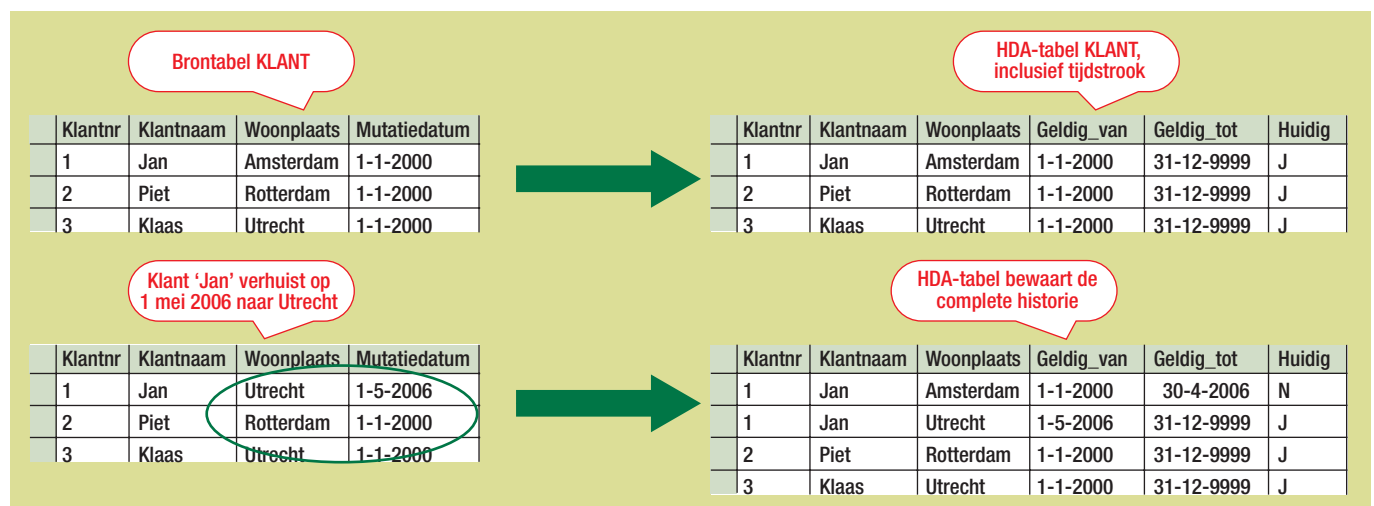 Brontabel KLANT
HDA-tabel KLANT,
inclusief tijdstrook
Klantnr Klantnaam Woonplaats Mutatiedatum
1 Jan Amsterdam 1-1-2000
2 Piet Rotterdam 1-1-2000
3 Klaas Utrecht 1-1-2000
Klantnr Klantnaam Woonplaats Geldig_van Geldig_tot Huidig
1 Jan Amsterdam 1-1-2000 31-12-9999 J
2 Piet Rotterdam 1-1-2000 31-12-9999 J
3 Klaas Utrecht 1-1-2000 31-12-9999 J
Klant ‘Jan’ verhuist op
1 mei 2006 naar Utrecht
HDA-tabel bewaart de
complete historie
Klantnr Klantnaam Woonplaats Mutatiedatum
1 Jan Utrecht 1-5-2006
2 Piet Rotterdam 1-1-2000
3 Klaas Utrecht 1-1-2000
Klantnr Klantnaam Woonplaats Geldig_van Geldig_tot Huidig
1 Jan Amsterdam 1-1-2000 30-4-2006 N
1 Jan Utrecht 1-5-2006 31-12-9999 J
2 Piet Rotterdam 1-1-2000 31-12-9999 J
3 Klaas Utrecht 1-1-2000 31-12-9999 J